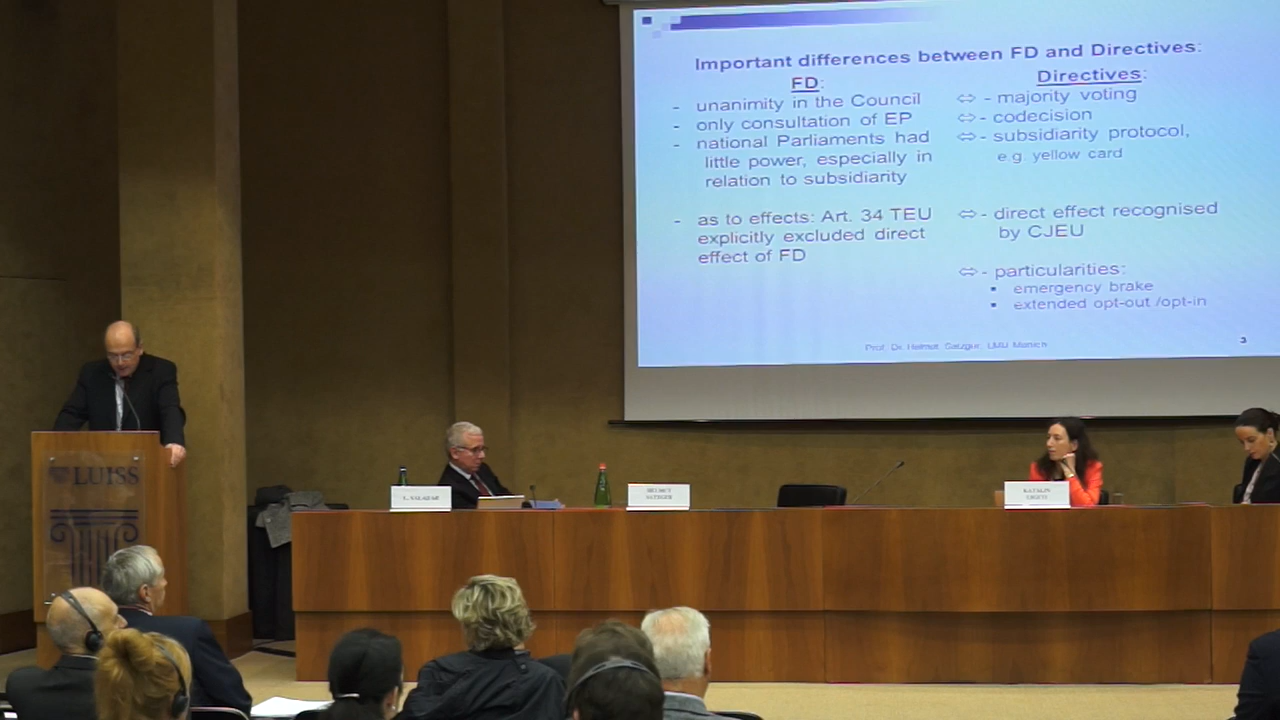 Important differences between FD and Directives:
FD:
- unanimity in the Council
- only consultation of EP
- national Parliaments had
little power, especially in
relation to subsidiarity
- as to effects: Art. 34 TEU
explicitly excluded direct
effect of FD
Directives:
⇔ - majority voting
⇔ - codecision
⇔ - subsidiarity protocol,
e.g. yellow card
⇔ - direct effect recognised
by CJEU
⇔ - particularities:
▪ emergency brake
▪ extended opt-out /opt-in
Prof. Dr. Helmut Satzger, LMU Munich
3
LUISS
L. SALAZAR
HELMUT
SATZGER
KATALIN
LIGETI